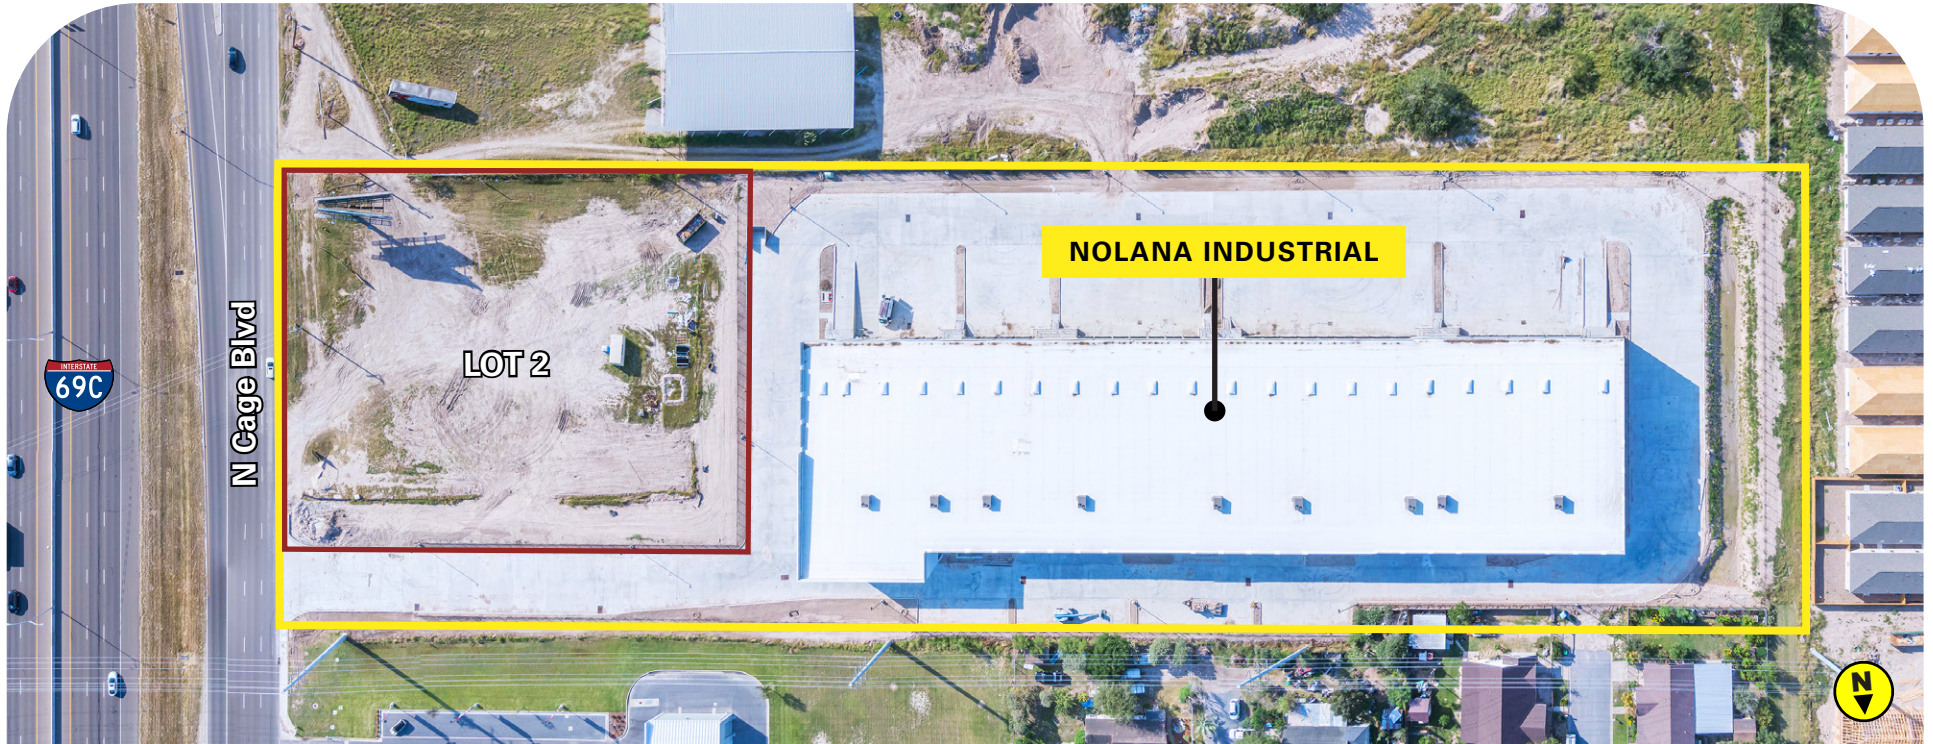 NOLANA INDUSTRIAL
LOT 2
N Cage Blvd
INTERSTATE
69C
N